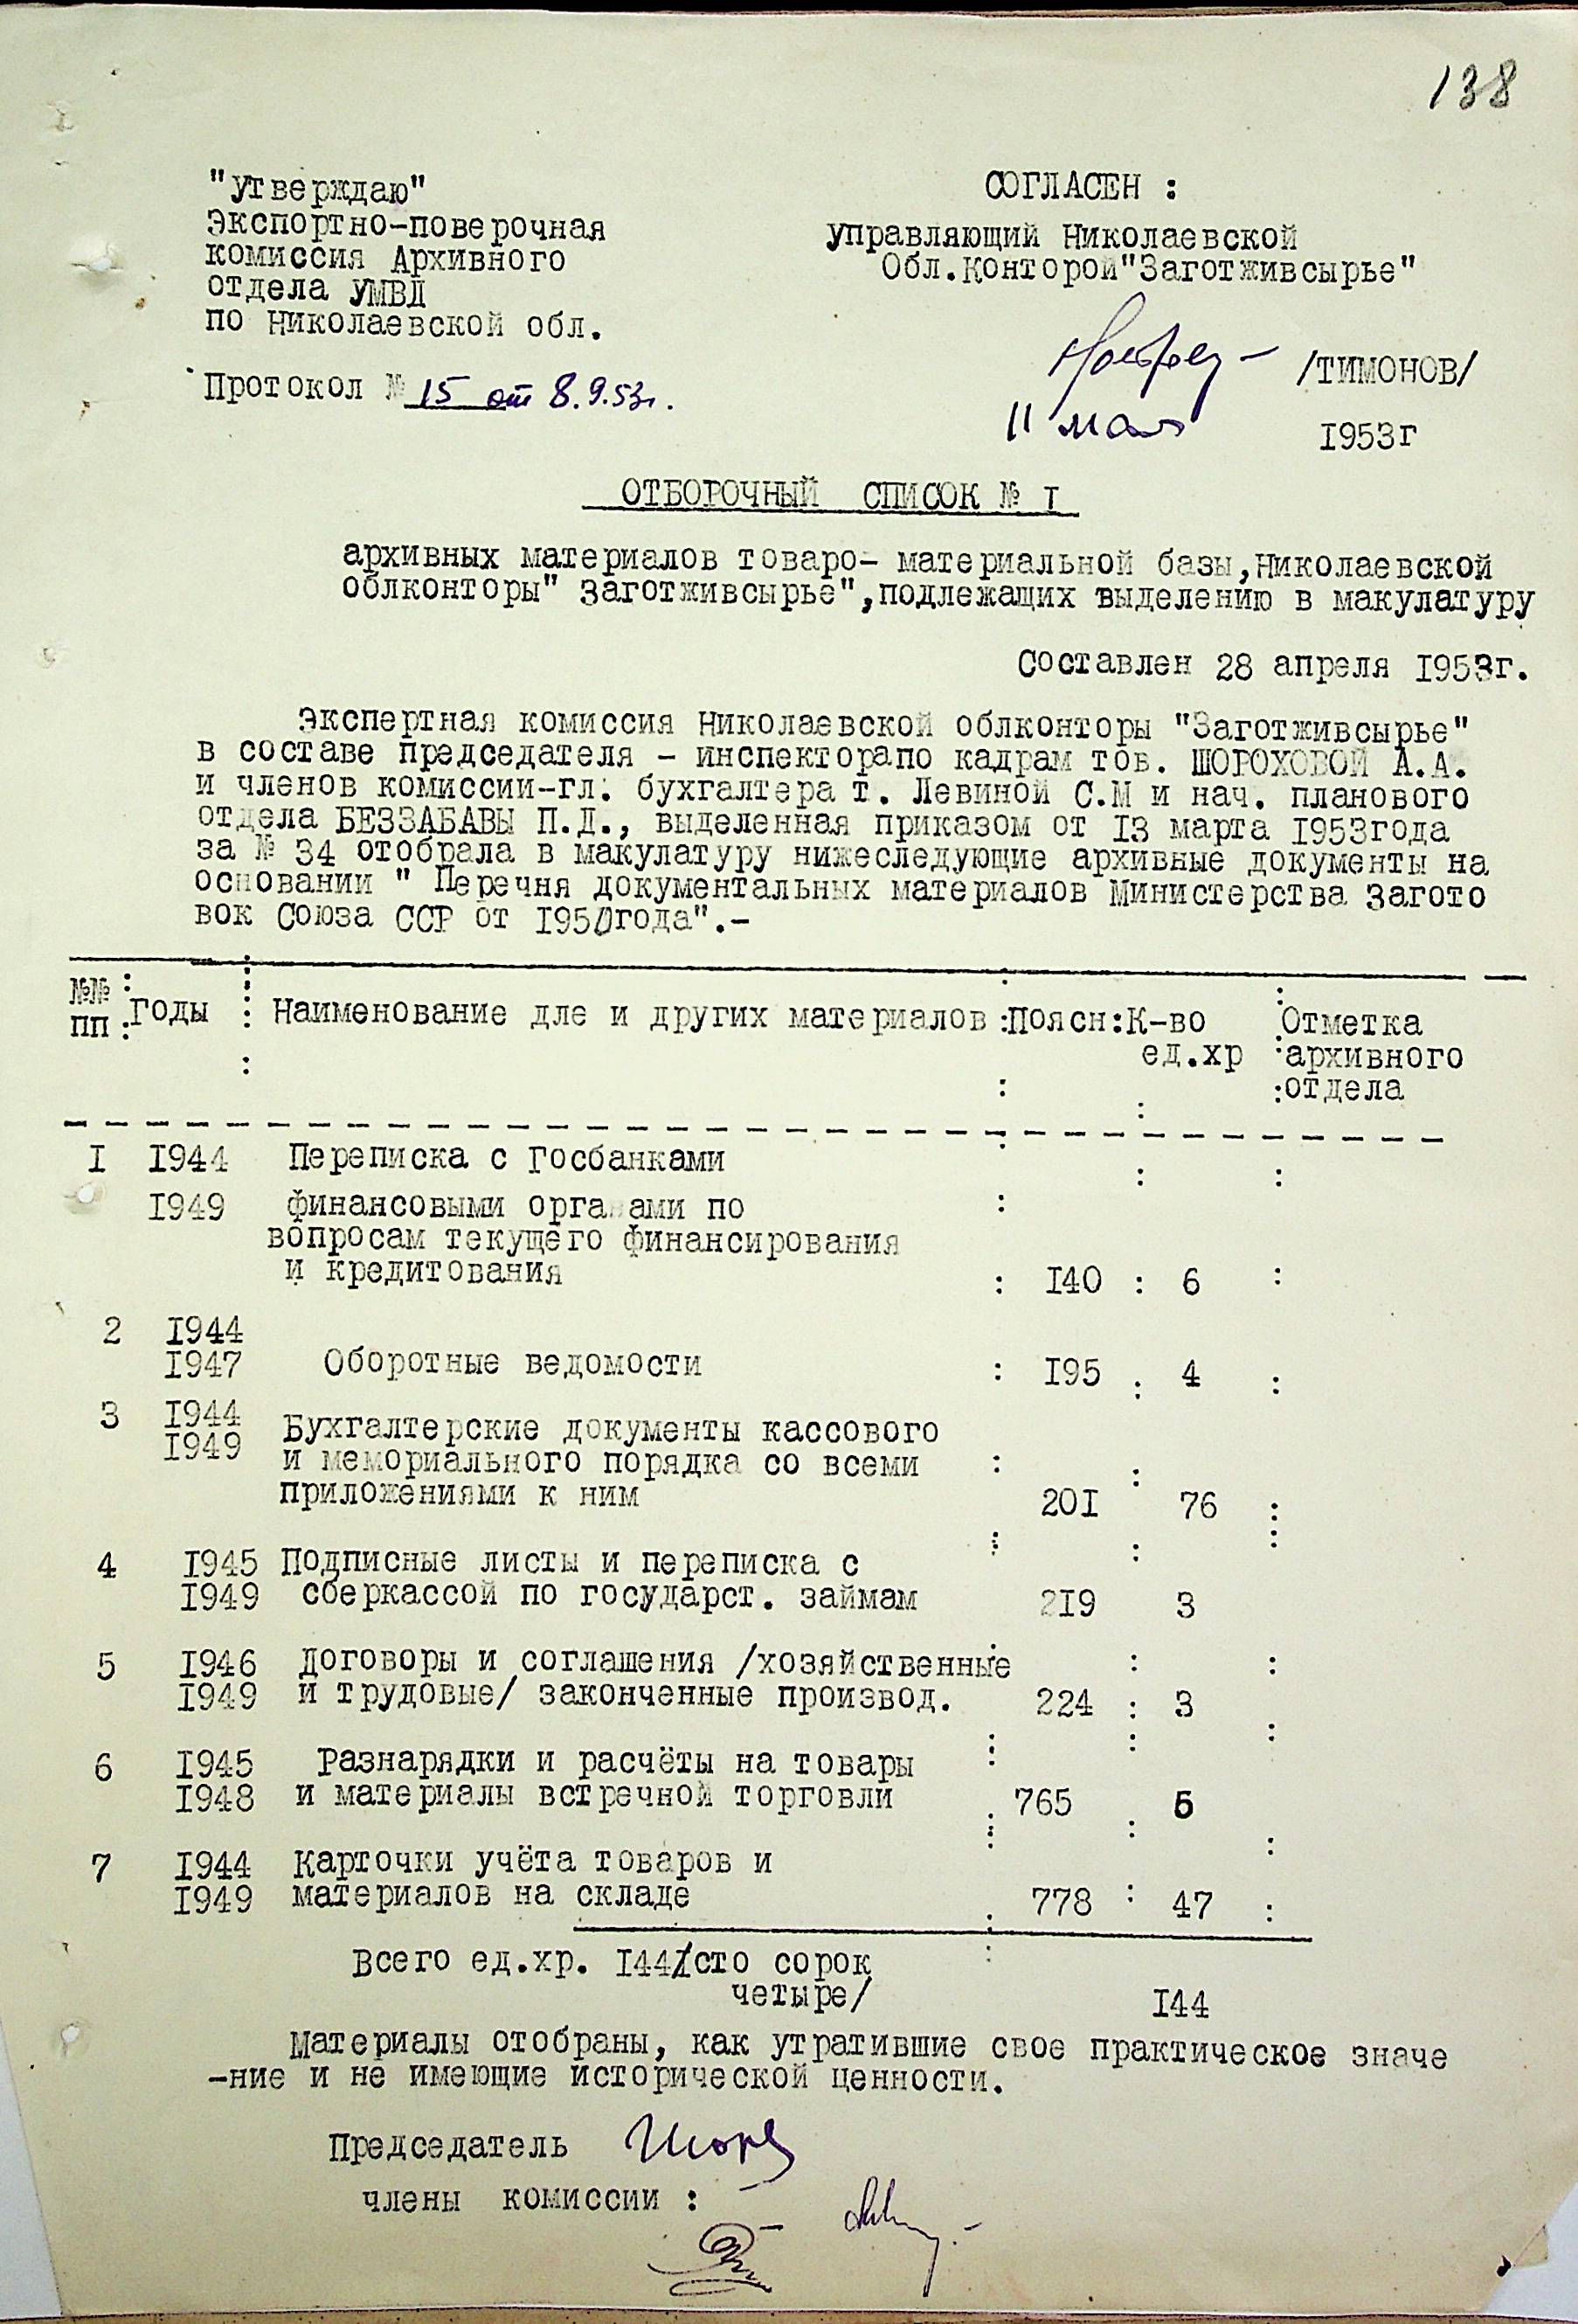 138
"утверждаю"
Экспортно-поверочная
комиссия Архивного
отдела УМВД
по Николаевской обл.
Протокол № 15 от 8.9.53г.
СОГЛАСЕН :
управляющий Николаевской
Обл.Конторой"Заготживсырье"
/ТИМОНОВ/
11 мая 1953г
ОТБОРОЧНЫЙ СПИСОК № I
архивных материалов товаро- материальной базы,Николаевской
облконторы" Заготживсырье",подлежащих выделению в макулатуру
Составлен 28 апреля 1953г.
Экспертная комиссия Николаевской облконторы "Заготживсырье"
в составе председателя - инспекторапо кадрам тов. ШОРОХОВОЙ А.А.
и членов комиссии-гл. бухгалтера т. Левиной С.М и нач. планового
отдела БЕЗЗАБАВЫ П.Д., выделенная приказом от 13 марта 1953года
за № 34 отобрала в макулатуру нижеследующие архивные документы на
основании " Перечня документальных материалов Министерства Загото
вок Союза ССР от 1950года".-
№№ пп : Годы : Наименование дле и других материалов :Поясн:К-во ед.хр :Отметка архивного отдела
I 1944 Переписка с Госбанками
1949 финансовыми органами по
вопросам текущего финансирования
и кредитования : 140 : 6 :
2 1944
1947 Оборотные ведомости : 195 : 4 :
3 1944 Бухгалтерские документы кассового
1949 и мемориального порядка со всеми
приложениями к ним 201 76
4 1945 Подписные листы и переписка с
1949 сберкассой по государст. займам 219 3
5 1946 Договоры и соглашения /хозяйственные
1949 и трудовые/ законченные производ. 224 : 3
6 1945 Разнарядки и расчёты на товары
1948 и материалы встречной торговли 765 5
7 1944 Карточки учёта товаров и
1949 материалов на складе 778 : 47 :
Всего ед.хр. 144/сто сорок
четыре/ 144
Материалы отобраны, как утратившие свое практическое значе
-ние и не имеющие исторической ценности.
Председатель
члены комиссии :